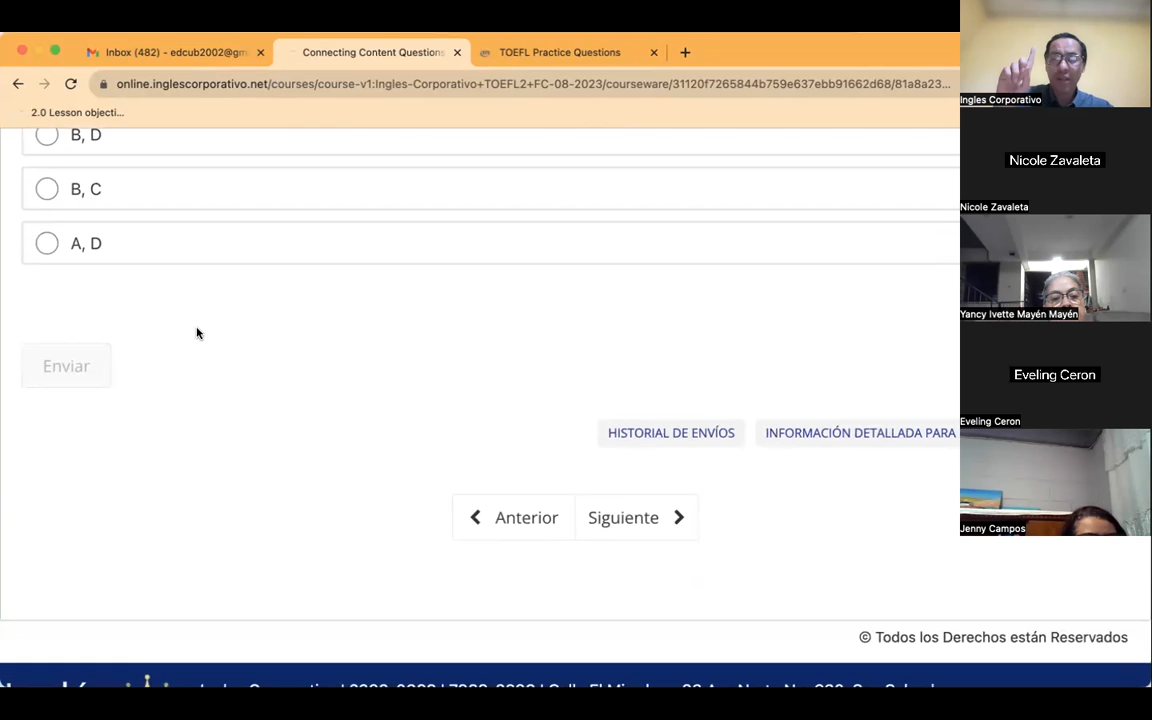 Inbox (482) - edcub2002@gm
Connecting Content Questions
TOEFL Practice Questions
online.inglescorporativo.net/courses/course-v1:Ingles-Corporativo+TOEFL2+FC-08-2023/courseware/31120f7265844b759e637ebb91662d68/81a8a23...
2.0 Lesson objecti...
B, D
B, C
A, D
Enviar
HISTORIAL DE ENVÍOS
INFORMACIÓN DETALLADA PARA
Anterior
Siguiente
© Todos los Derechos están Reservados
Ingles Corporativo
Nicole Zavaleta
Nicole Zavaleta
Yancy Ivette Mayén Mayén
Eveling Ceron
Eveling Ceron
Jenny Campos